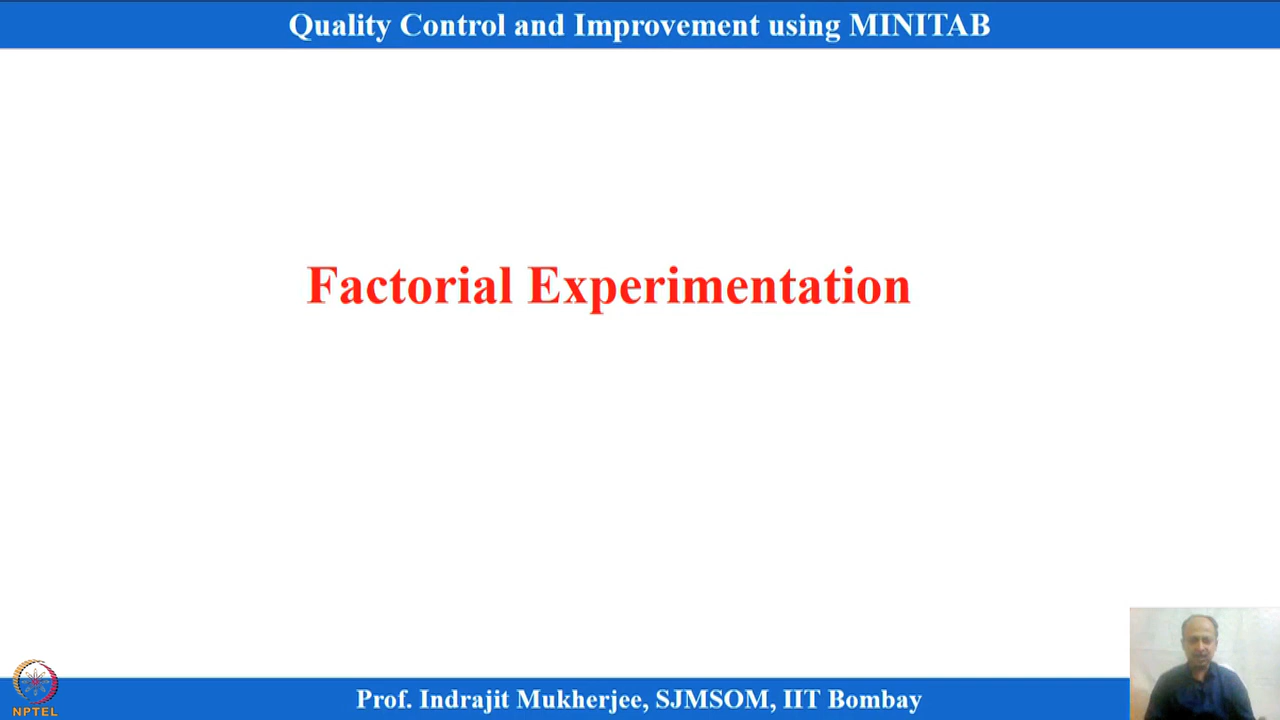 Quality Control and Improvement using MINITAB
Factorial Experimentation
NPTEL
Prof. Indrajit Mukherjee, SJMSOM, IIT Bombay